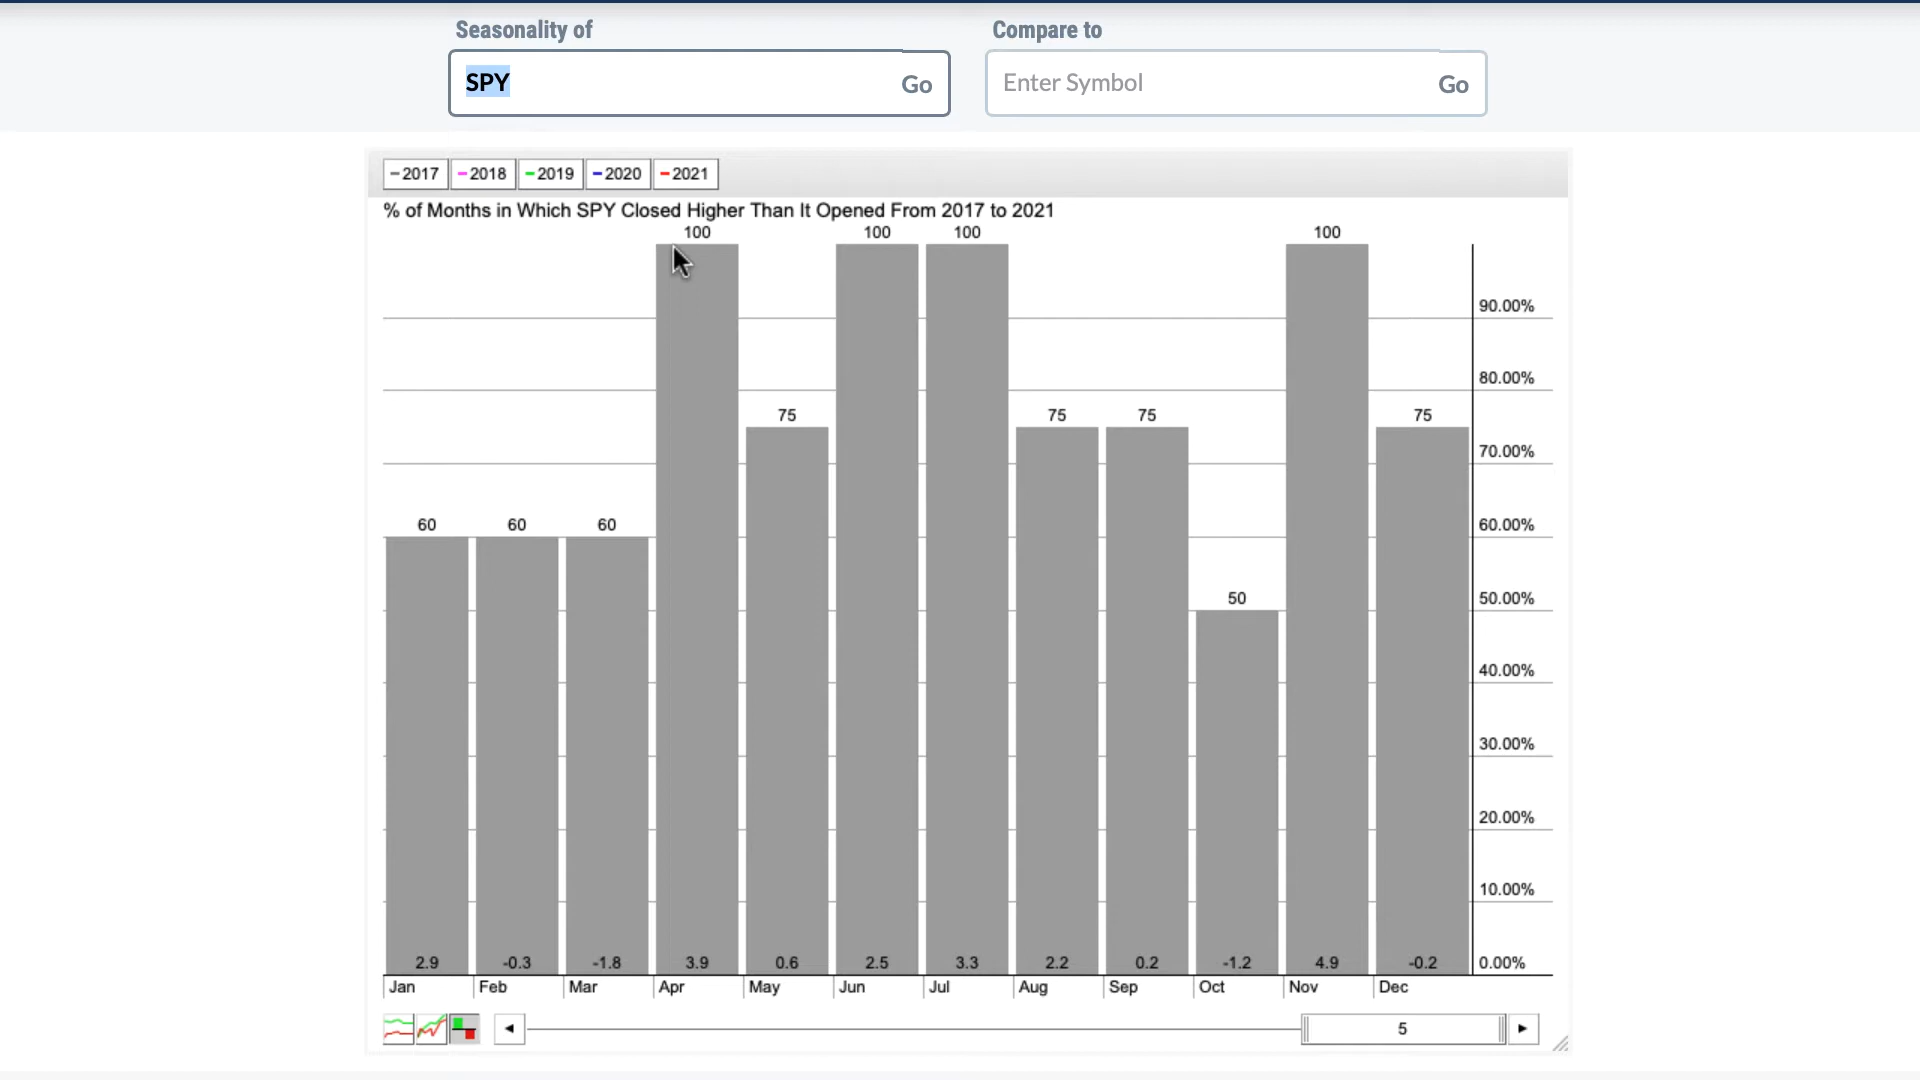 Seasonality of
Compare to
SPY
Go
Enter Symbol
Go
2017
2018
2019
2020
2021
% of Months in Which SPY Closed Higher Than It Opened From 2017 to 2021
100
100
100
100
90.00%
80.00%
75
75
75
75
70.00%
60
60
60
60.00%
50
50.00%
40.00%
30.00%
20.00%
10.00%
2.9
-0.3
-1.8
3.9
0.6
2.5
3.3
2.2
0.2
-1.2
4.9
-0.2
0.00%
Jan
Feb
Mar
Apr
May
Jun
Jul
Aug
Sep
Oct
Nov
Dec
5